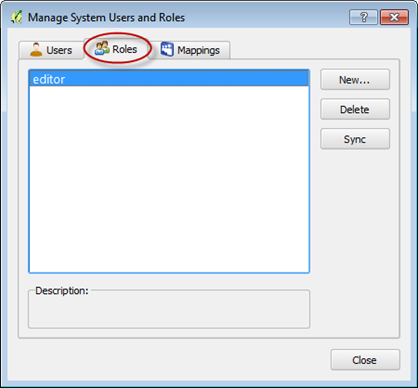 Manage System Users and Roles
?
Users Roles Mappings
editor
New...
Delete
Sync
Description:
Close